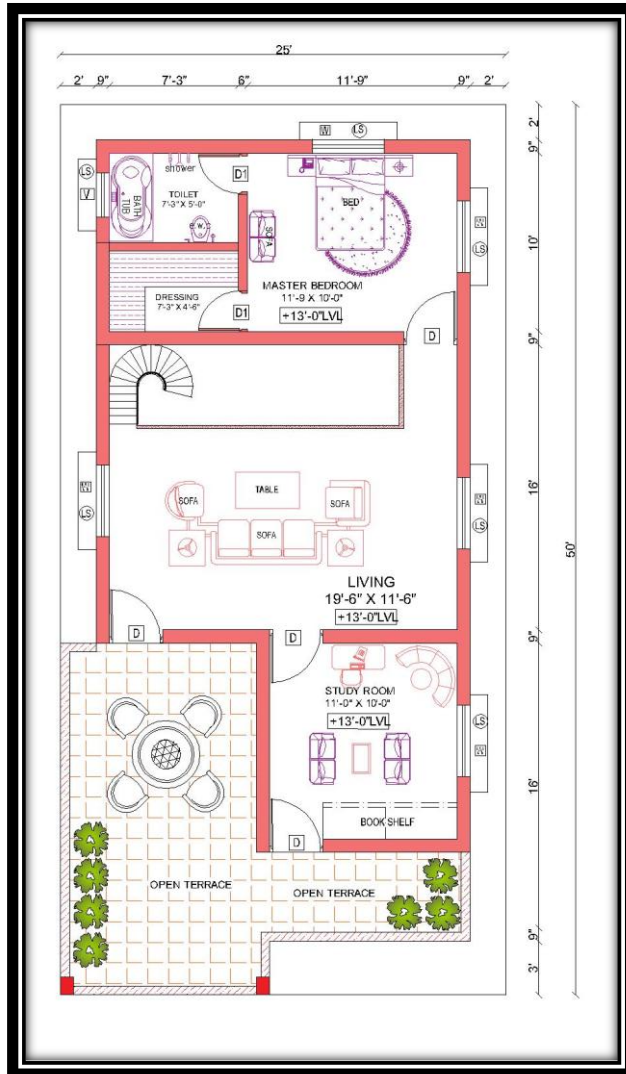 25'
2' 9" 7'-3" 6" 11'-9" 9" 2'
W LS
2'
9"
LS
V
shower
D1
TOILET
7'-3" X 5'-0"
BATH
TUB
W.C
BED
SOFA
W
LS
10'
MASTER BEDROOM
11'-9 X 10'-0"
+13'-0"LVL
DRESSING
7'-3" X 4'-6"
D1
D
9"
W
LS
SOFA
TABLE
SOFA
SOFA
W
LS
16'
50'
LIVING
19'-6" X 11'-6"
+13'-0"LVL
D
D
9"
STUDY ROOM
11'-0" X 10'-0"
+13'-0"LVL
LS
W
16'
BOOK SHELF
D
OPEN TERRACE
OPEN TERRACE
9"
3'